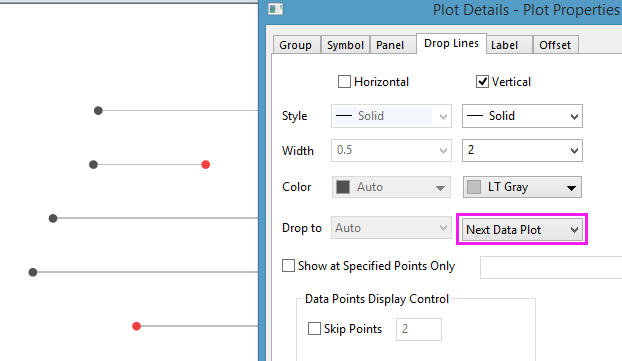 Plot Details - Plot Properties
Group Symbol Panel Drop Lines Label Offset
Horizontal Vertical
Style Solid Solid
Width 0.5 2
Color Auto LT Gray
Drop to Auto Next Data Plot
Show at Specified Points Only
Data Points Display Control
Skip Points 2